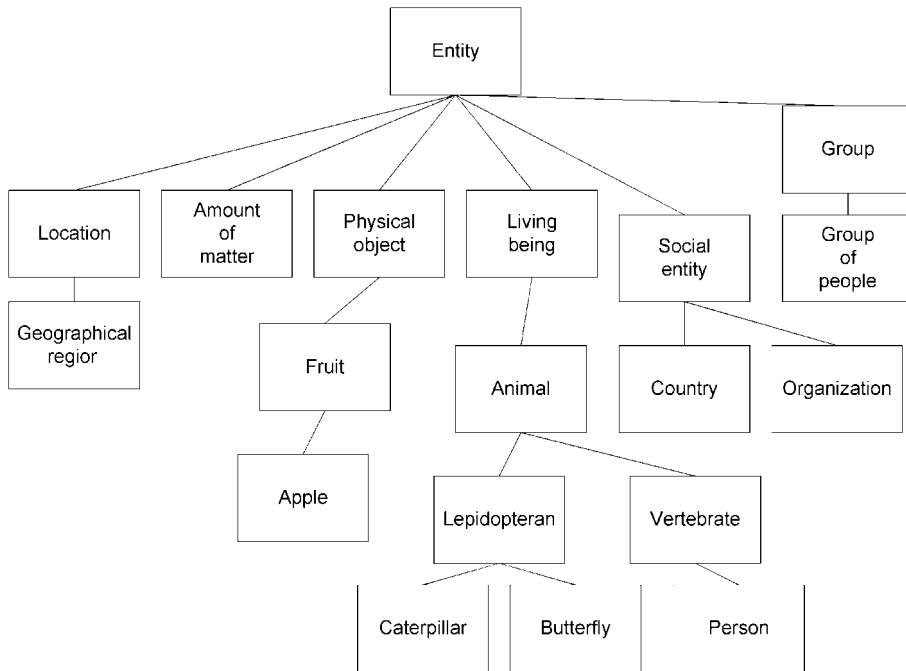 Entity
Group
Location
Amount
of
matter
Physical
object
Living
being
Social
entity
Group
of
people
Geographical
regior
Fruit
Animal
Country
Organization
Apple
Lepidopteran
Vertebrate
Caterpillar
Butterfly
Person